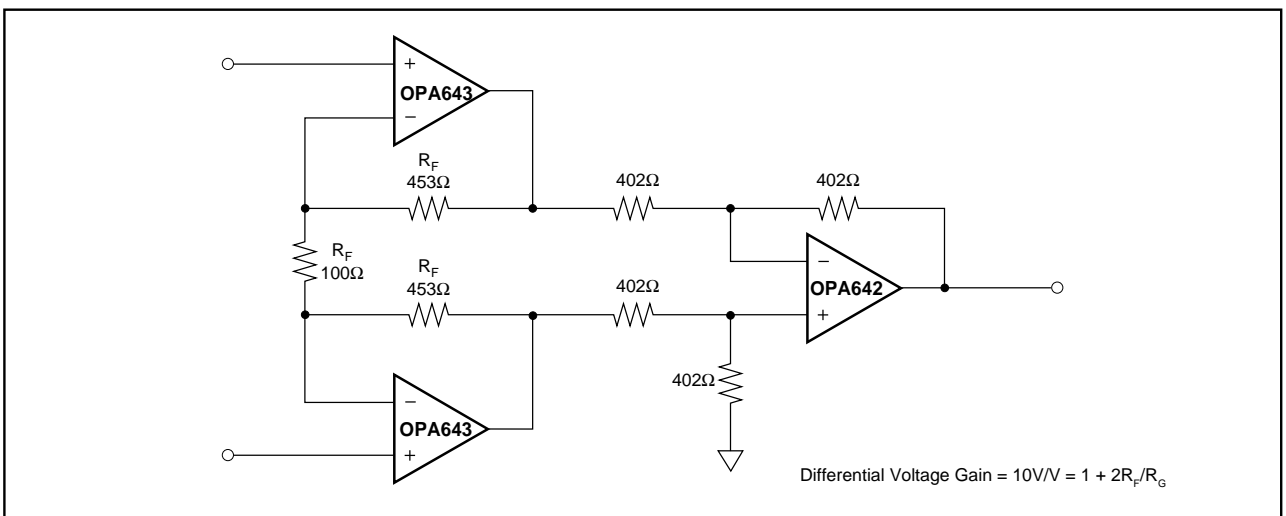 +
OPA643
−
R_F
453Ω
402Ω
402Ω
R_F
100Ω
R_F
453Ω
402Ω
−
OPA642
+
402Ω
−
OPA643
+
Differential Voltage Gain = 10V/V = 1 + 2R_F/R_G